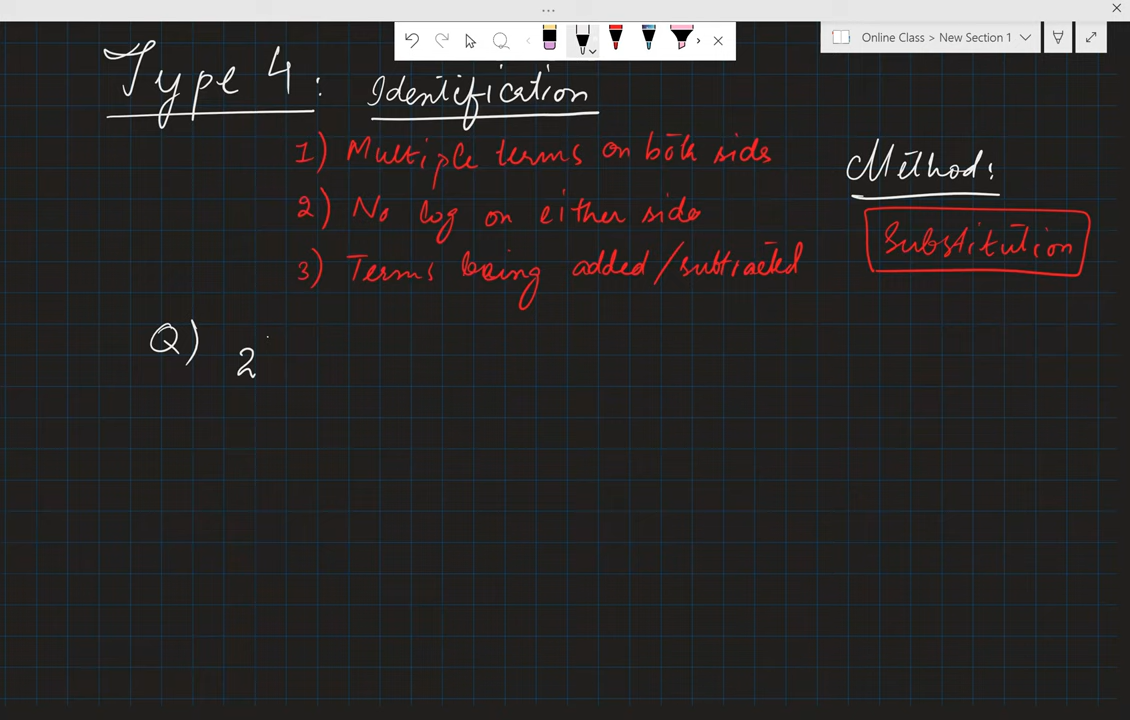 Online Class > New Section 1
Type 4: Identification
1) Multiple terms on both sides
Method:
2) No log on either side
Substitution
3) Terms being added/subtracted
Q) 2